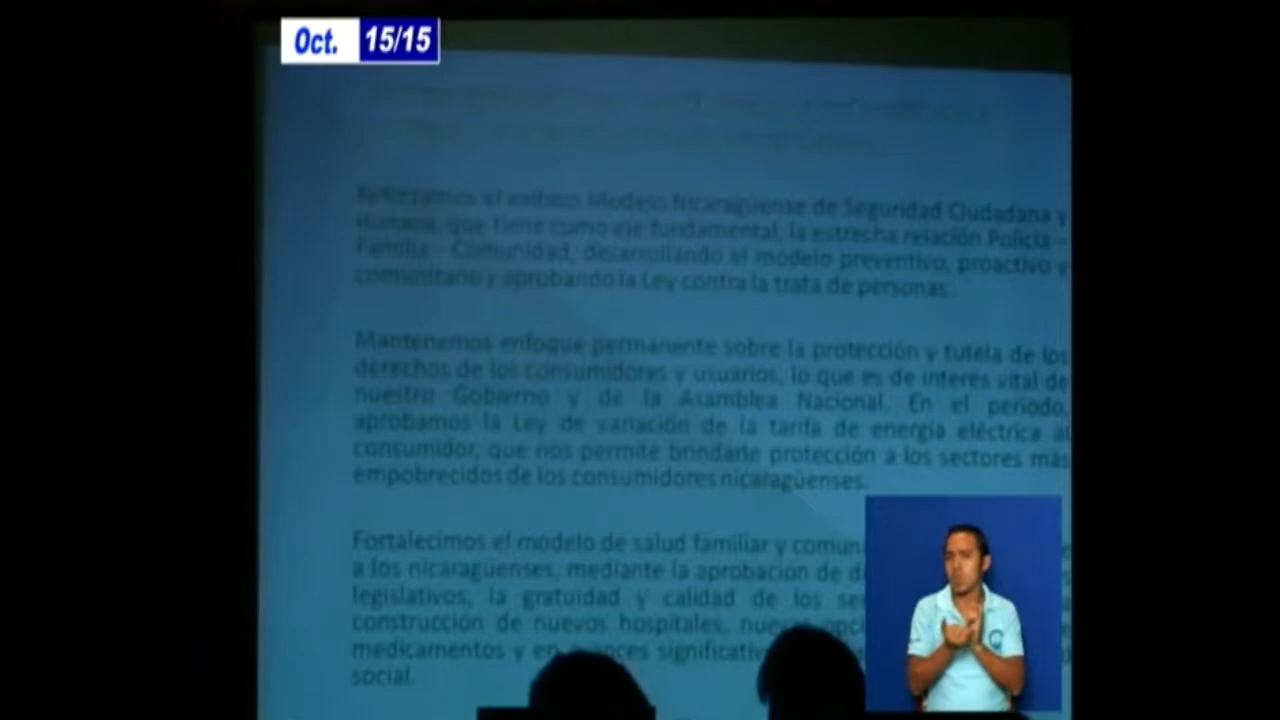 Oct. 15/15
Reforzamos el exitoso Modelo Nicaragüense de Seguridad Ciudadana y
Humana, que tiene como eje fundamental, la estrecha relación Policía –
Familia - Comunidad, desarrollando el modelo preventivo, proactivo y
comunitario y aprobando la Ley contra la trata de personas.
Mantenemos enfoque permanente sobre la protección y tutela de los
derechos de los consumidores y usuarios, lo que es de interés vital de
nuestro Gobierno y de la Asamblea Nacional. En el periodo,
aprobamos la Ley de variación de la tarifa de energía eléctrica al
consumidor, que nos permite brindarle protección a los sectores más
empobrecidos de los consumidores nicaragüenses.
Fortalecimos el modelo de salud familiar y
a los nicaragüenses, mediante la aprobación de
legislativos, la gratuidad y calidad de los
construcción de nuevos hospitales,
medicamentos y
social.